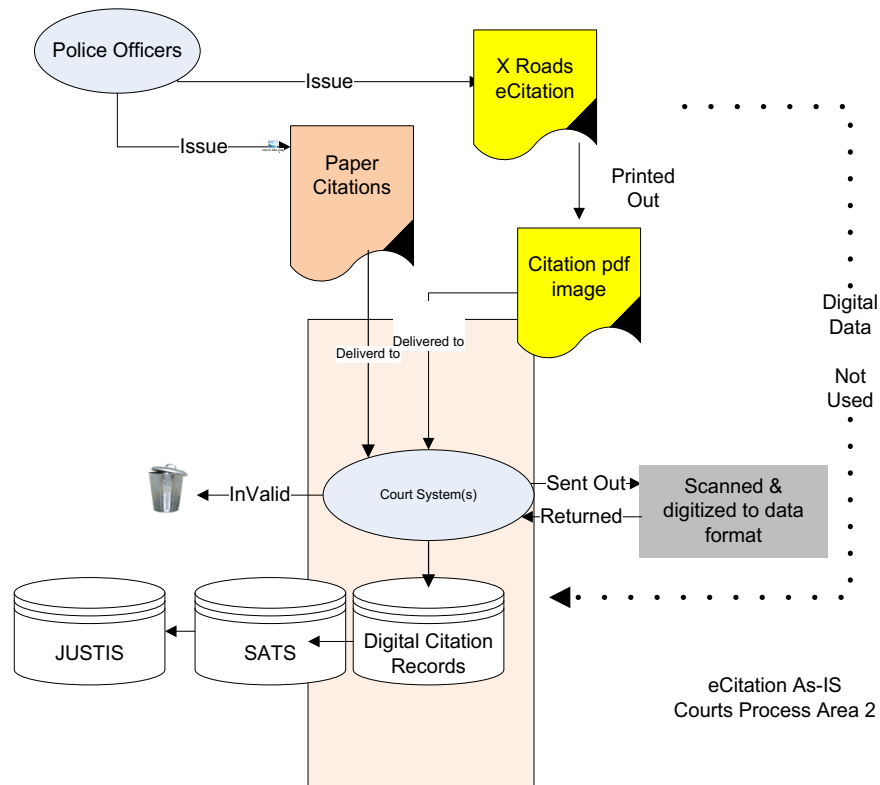 Police Officers
X Roads
eCitation
Issue
Issue
Paper
Citations
Printed
Out
Citation pdf
image
Digital
Data
Not
Used
Deliverd to
Delivered to
InValid
Court System(s)
Sent Out
Returned
Scanned &
digitized to data
format
JUSTIS
SATS
Digital Citation
Records
eCitation As-IS
Courts Process Area 2